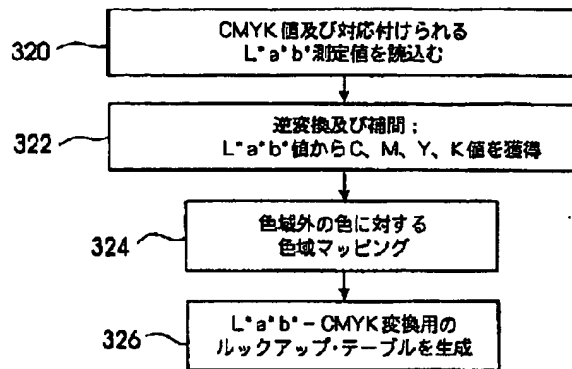 320
CMYK値及び対応付けられる
L*a*b*測定値を読込む
322
逆変換及び補間;
L*a*b*値からC、M、Y、K値を獲得
324
色域外の色に対する
色域マッピング
326
L*a*b*−CMYK変換用の
ルックアップ・テーブルを生成